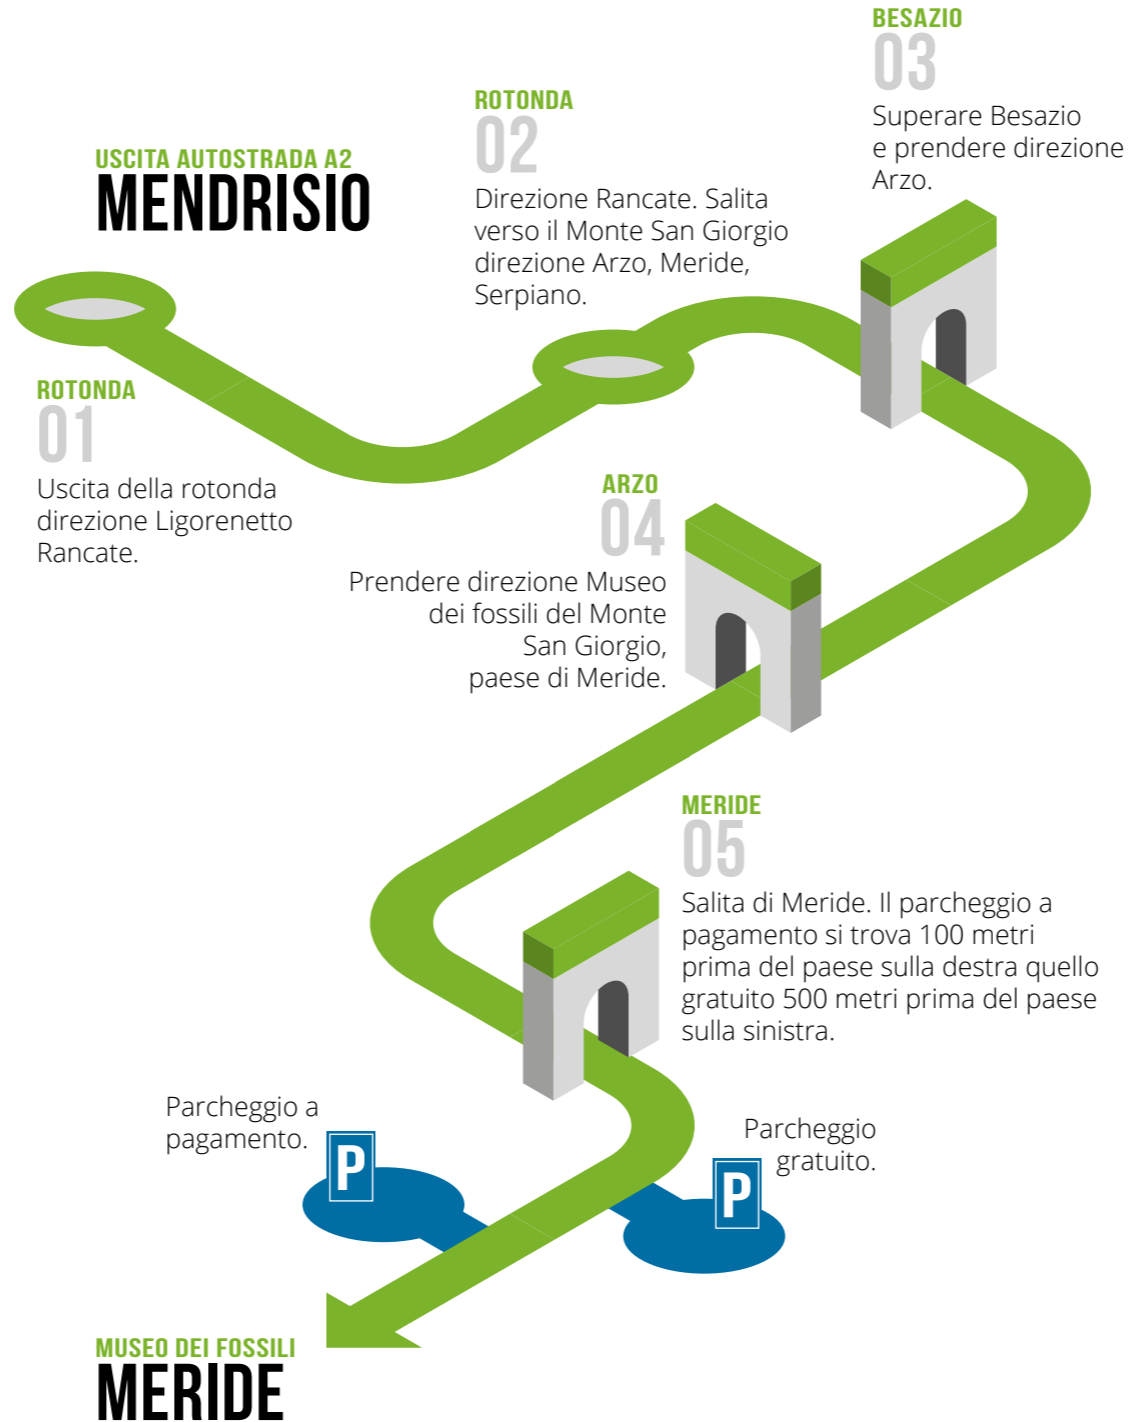 USCITA AUTOSTRADA A2
MENDRISIO
ROTONDA
01
Uscita della rotonda
direzione Ligorenetto
Rancate.
ROTONDA
02
Direzione Rancate. Salita
verso il Monte San Giorgio
direzione Arzo, Meride,
Serpiano.
BESAZIO
03
Superare Besazio
e prendere direzione
Arzo.
ARZO
04
Prendere direzione Museo
dei fossili del Monte
San Giorgio,
paese di Meride.
MERIDE
05
Salita di Meride. Il parcheggio a
pagamento si trova 100 metri
prima del paese sulla destra quello
gratuito 500 metri prima del paese
sulla sinistra.
Parcheggio a
pagamento.
P
Parcheggio
gratuito.
P
MUSEO DEI FOSSILI
MERIDE